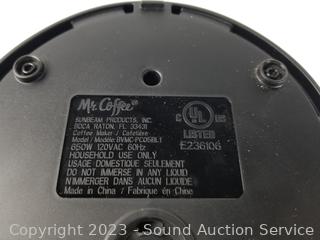 Mr. Coffee®
SUNBEAM PRODUCTS, INC.
BOCA RATON, FL 33431
Coffee Maker / Cafetière
Model / Modèle: BVMC-PC05BL1
650W 120VAC 60Hz
HOUSEHOLD USE ONLY
USAGE DOMESTIQUE SEULEMENT
DO NOT IMMERSE IN ANY LIQUID
N'IMMERGER DANS AUCUN LIQUIDE
Made in China / Fabriqué en Chine
C UL US
LISTED
E236106
Copyright - 2023 - Sound Auction Service